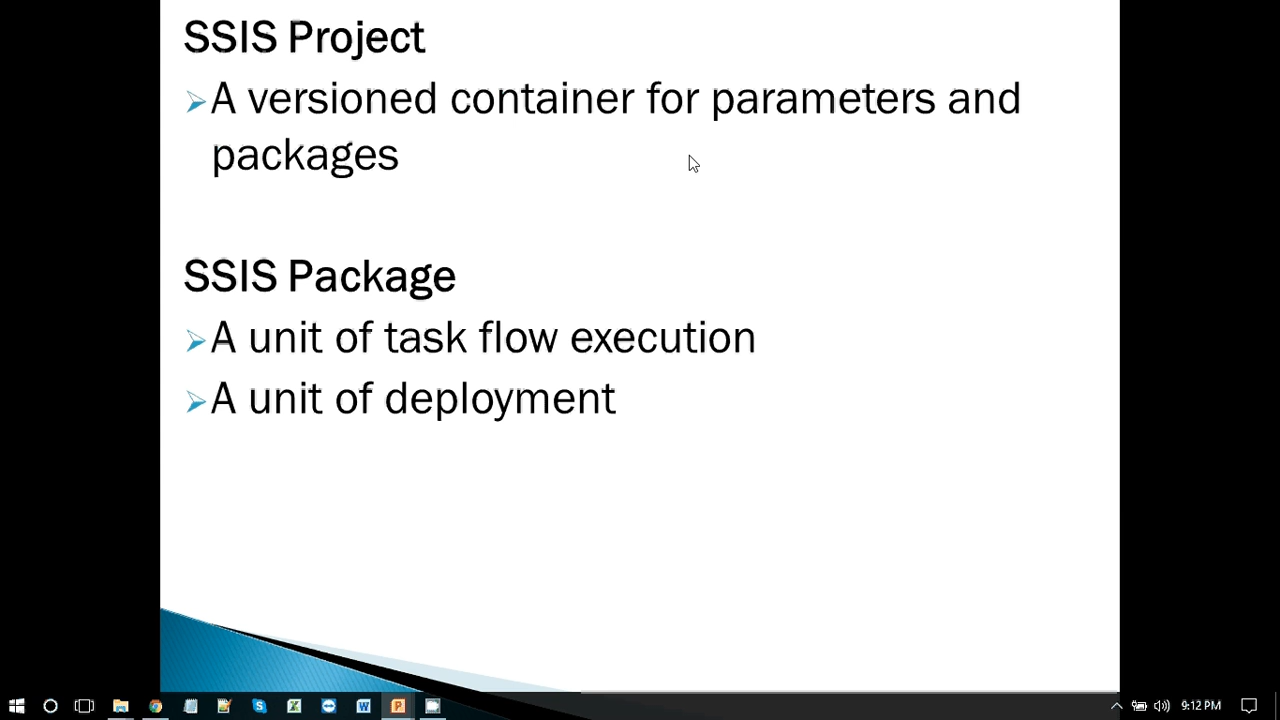 SSIS Project
A versioned container for parameters and
packages
SSIS Package
A unit of task flow execution
A unit of deployment
9:12 PM